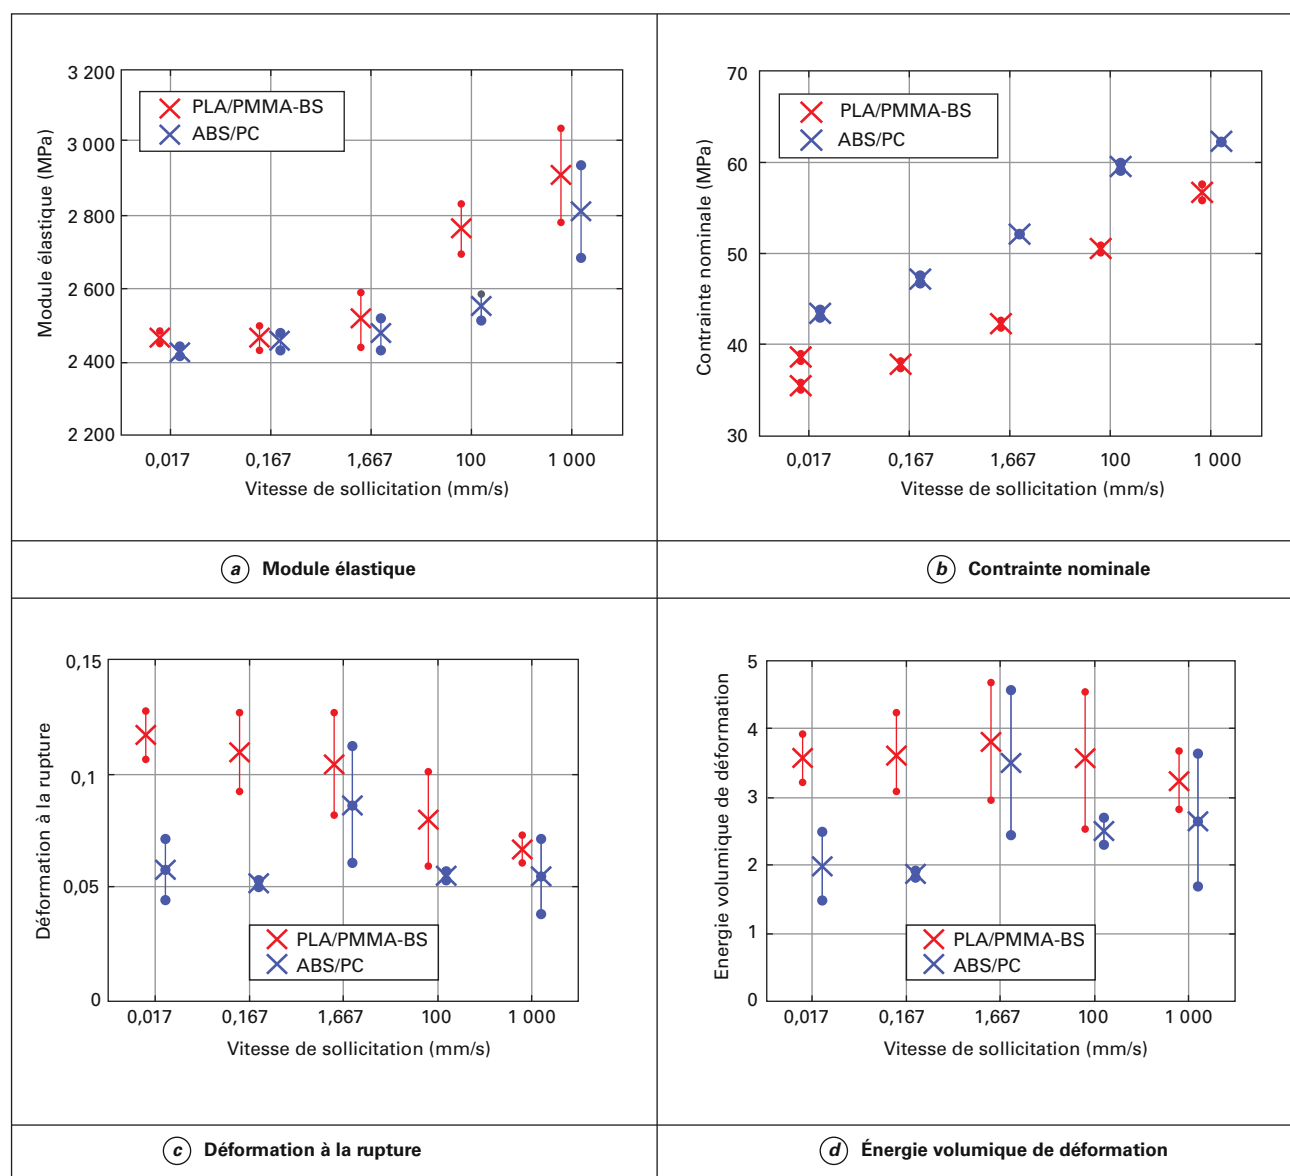 3 200
3 000
2 800
2 600
2 400
2 200
Module élastique (MPa)
PLA/PMMA-BS
ABS/PC
0,017 0,167 1,667 100 1 000
Vitesse de sollicitation (mm/s)
a Module élastique
70
60
50
40
30
Contrainte nominale (MPa)
PLA/PMMA-BS
ABS/PC
0,017 0,167 1,667 100 1 000
Vitesse de sollicitation (mm/s)
b Contrainte nominale
0,15
0,1
0,05
0
Déformation à la rupture
PLA/PMMA-BS
ABS/PC
0,017 0,167 1,667 100 1 000
Vitesse de sollicitation (mm/s)
c Déformation à la rupture
5
4
3
2
1
0
Energie volumique de déformation
PLA/PMMA-BS
ABS/PC
0,017 0,167 1,667 100 1 000
Vitesse de sollicitation (mm/s)
d Énergie volumique de déformation